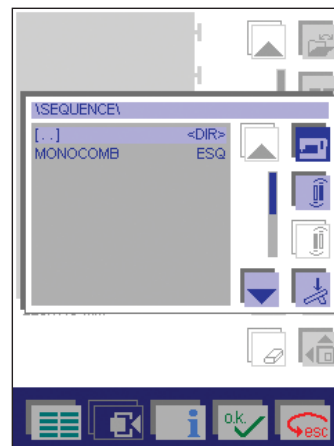 \SEQUENCE\
[..] <DIR>
MONOCOMB ESQ
o.k.
esc